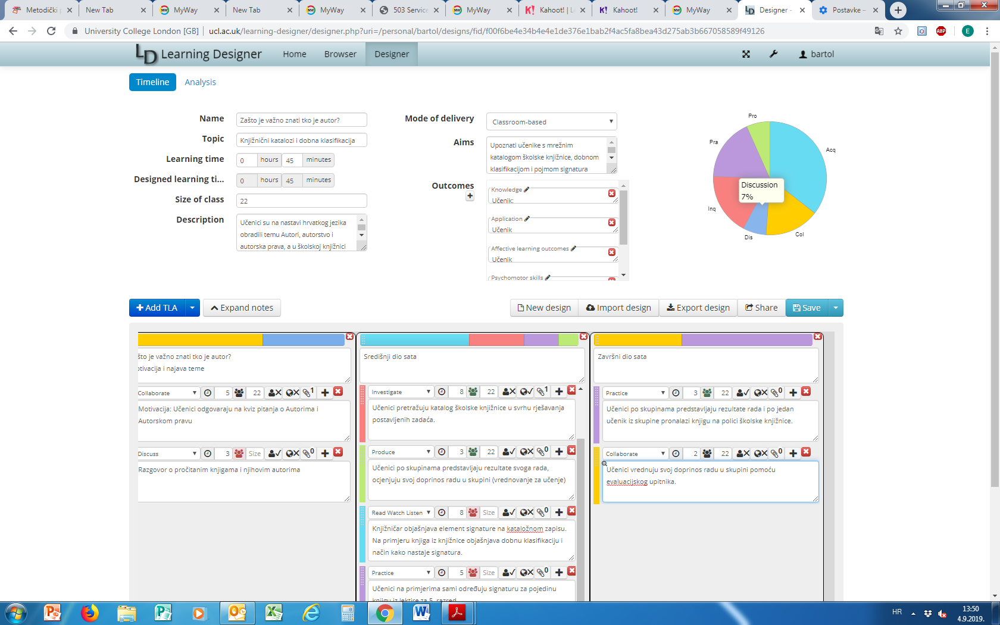 Metodički p
New Tab
MyWay
New Tab
MyWay
503 Service
MyWay
Kahoot! | L
Kahoot!
MyWay
Designer -
Postavke –
University College London [GB] | ucl.ac.uk/learning-designer/designer.php?uri=/personal/bartol/designs/fid/f00f6be4e34b4e4e1de376e1bab2f4ac5fa8bea43d275ab3b667058589f49126
ABP
E
LD Learning Designer
Home
Browser
Designer
bartol
Timeline
Analysis
Name
Zašto je važno znati tko je autor?
Topic
Knjižnični katalozi i dobna klasifikacija
Learning time
0 hours 45 minutes
Designed learning ti...
0 hours 45 minutes
Size of class
22
Description
Učenici su na nastavi hrvatkog jezika
obradili temu Autori, autorstvo i
autorska prava, a u školskoj knjižnici
Mode of delivery
Classroom-based
Aims
Upoznati učenike s mrežnim
katalogom školske knjižnice, dobnom
klasifikacijom i pojmom signatura
Outcomes
Knowledge
Učenik:
Application
Učenik
Affective learning outcomes
Učenik
Psychomotor skills
Pro
Pra
Acq
Discussion
7%
Inq
Dis
Col
Add TLA
Expand notes
New design
Import design
Export design
Share
Save
što je važno znati tko je autor?
otivacija i najava teme
Collaborate 5 22 1
Motivacija: Učenici odgovaraju na kviz pitanja o Autorima i
Autorskom pravu
Discuss 3 Size 0
Razgovor o pročitanim knjigama i njihovim autorima
Središnji dio sata
Investigate 8 22 1
Učenici pretražuju katalog školske knjižnice u svrhu rješavanja
postavljenih zadaća.
Produce 3 22 0
Učenici po skupinama predstavljaju rezultate svoga rada,
ocjenjuju svoj doprinos radu u skupini (vrednovanje za učenje)
Read Watch Listen 8 Size 0
Knjižničar objašnjava element signature na kataložnom zapisu.
Na primjeru knjiga iz knjižnice objašnjava dobnu klasifikaciju i
način kako nastaje signatura.
Practice 5 Size 0
Učenici na primjerima sami određuju signaturu za pojedinu
knjigu iz lektire za 5. razred
Završni dio sata
Practice 3 22 0
Učenici po skupinama predstavljaju rezultate rada i po jedan
učenik iz skupine pronalazi knjigu na polici školske knjižnice.
Collaborate 2 22 0
Učenici vrednuju svoj doprinos radu u skupini pomoću
evaluacijskog upitnika.
HR
13:50
4.9.2019.